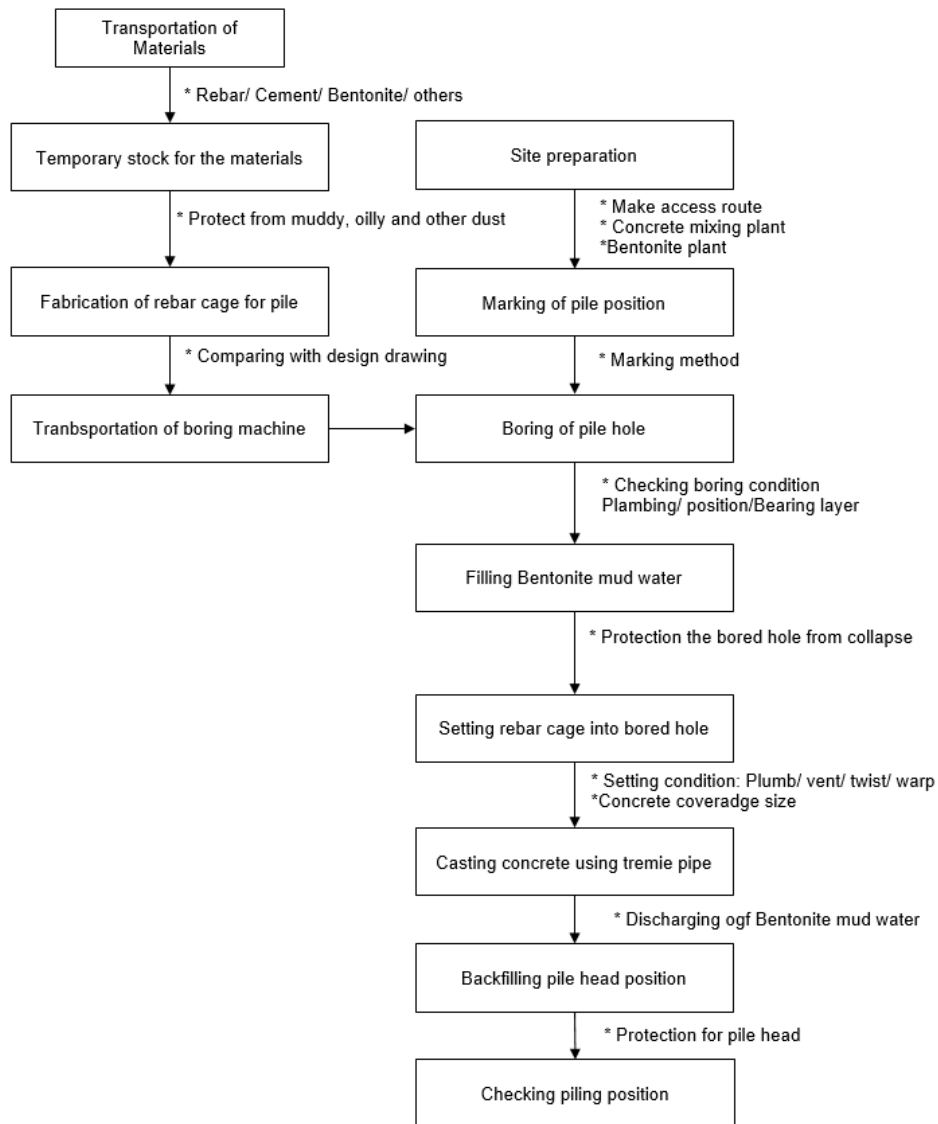 Transportation of
Materials
* Rebar/ Cement/ Bentonite/ others
Temporary stock for the materials
* Protect from muddy, oilly and other dust
Fabrication of rebar cage for pile
* Comparing with design drawing
Tranbsportation of boring machine
Site preparation
* Make access route
* Concrete mixing plant
*Bentonite plant
Marking of pile position
* Marking method
Boring of pile hole
* Checking boring condition
Plambing/ position/Bearing layer
Filling Bentonite mud water
* Protection the bored hole from collapse
Setting rebar cage into bored hole
* Setting condition: Plumb/ vent/ twist/ warp
*Concrete coveradge size
Casting concrete using tremie pipe
* Discharging ogf Bentonite mud water
Backfilling pile head position
* Protection for pile head
Checking piling position